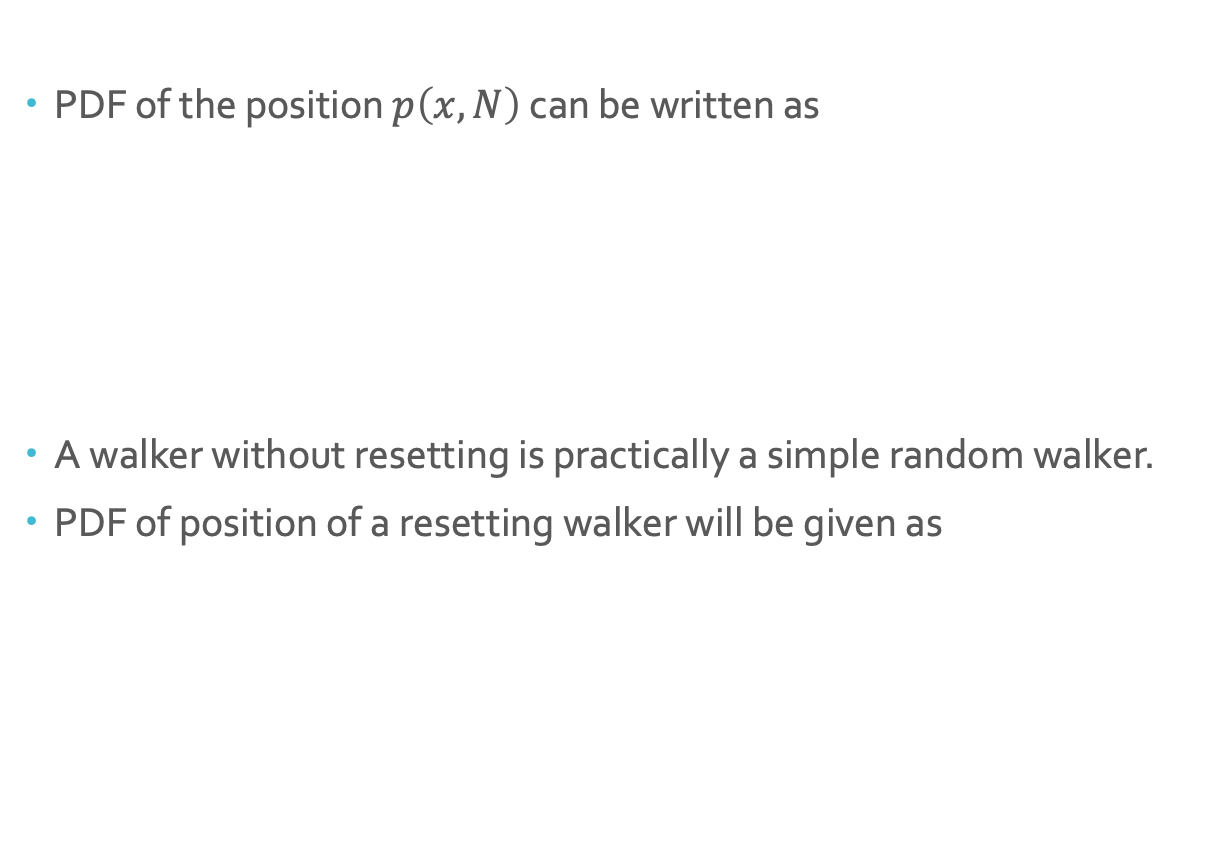 • PDF of the position p(x, N) can be written as
• A walker without resetting is practically a simple random walker.
• PDF of position of a resetting walker will be given as